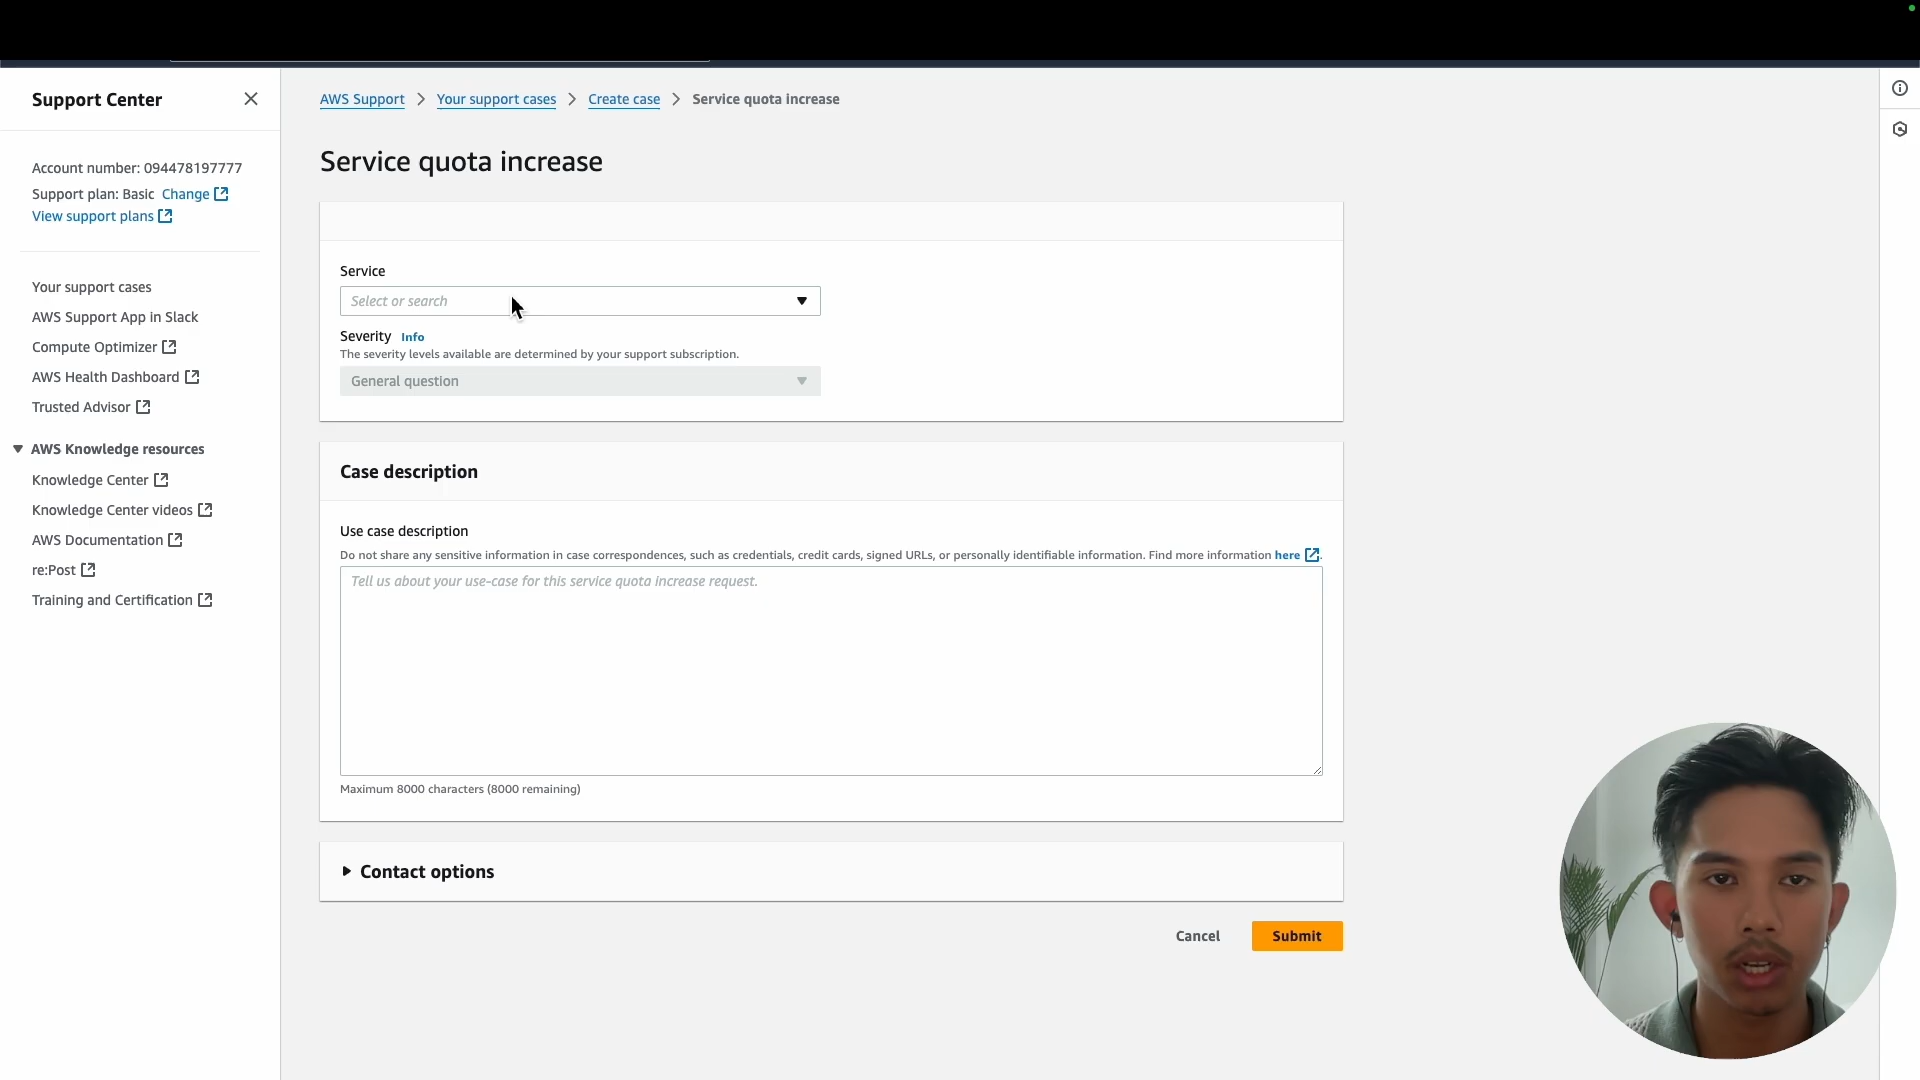 Support Center
Account number: 094478197777
Support plan: Basic Change
View support plans
Your support cases
AWS Support App in Slack
Compute Optimizer
AWS Health Dashboard
Trusted Advisor
AWS Knowledge resources
Knowledge Center
Knowledge Center videos
AWS Documentation
re:Post
Training and Certification
AWS Support > Your support cases > Create case > Service quota increase
Service quota increase
Service
Select or search
Severity Info
The severity levels available are determined by your support subscription.
General question
Case description
Use case description
Do not share any sensitive information in case correspondences, such as credentials, credit cards, signed URLs, or personally identifiable information. Find more information here.
Tell us about your use-case for this service quota increase request.
Maximum 8000 characters (8000 remaining)
Contact options
Cancel
Submit